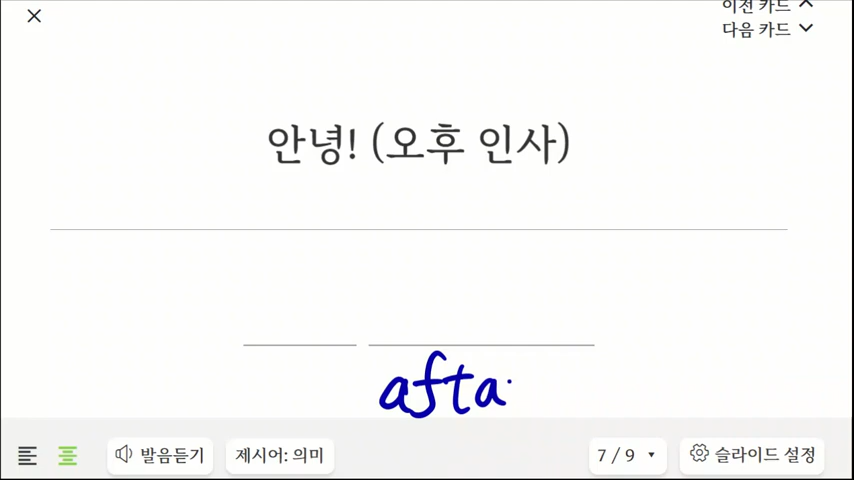 이전 카드
다음 카드
안녕! (오후 인사)
afta
발음듣기
제시어: 의미
7 / 9
슬라이드 설정